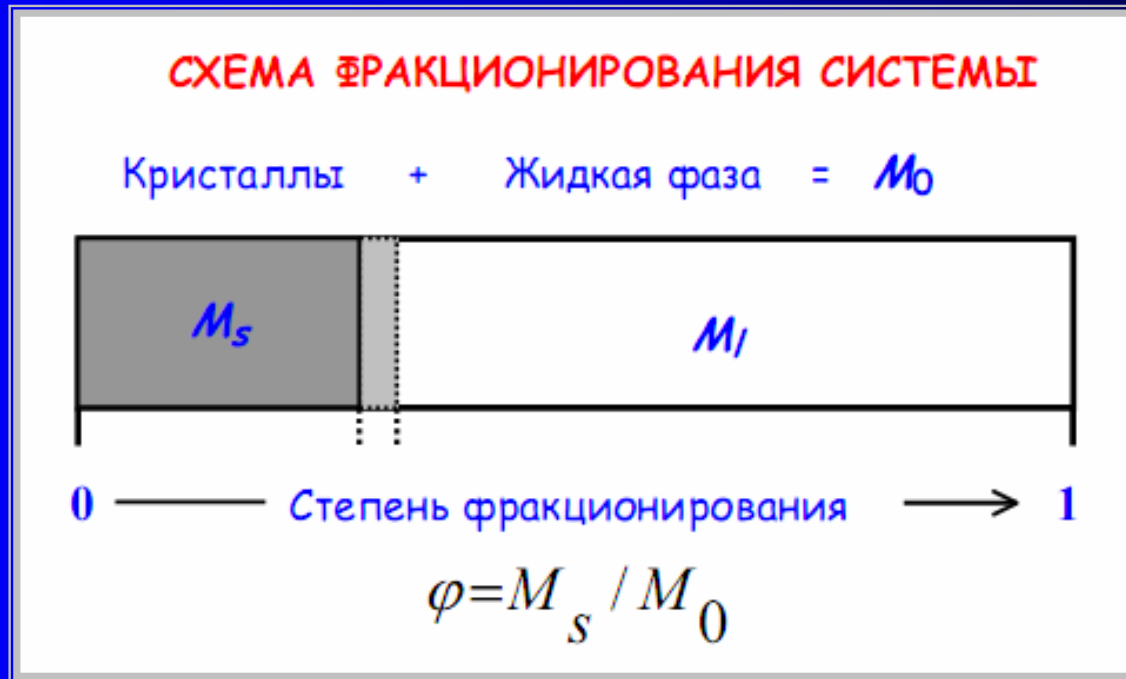 СХЕМА ФРАКЦИОНИРОВАНИЯ СИСТЕМЫ
Кристаллы + Жидкая фаза = M₀
Mₛ Mₗ
0 Степень фракционирования 1
φ=Mₛ / M₀